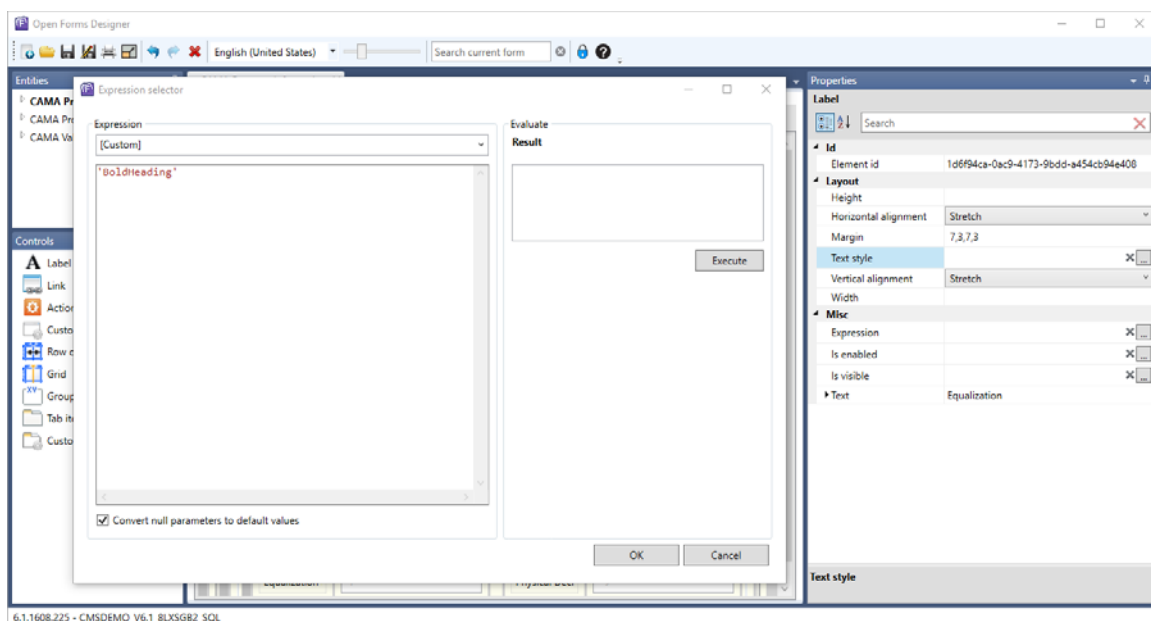 Open Forms Designer
English (United States)
Search current form
Entities
CAMA Pr
CAMA Pro
CAMA Va
Controls
Label
Link
Action
Custo
Row c
Grid
Group
Tab ite
Custo
Expression selector
Expression
[Custom]
'BoldHeading'
Convert null parameters to default values
Evaluate
Result
Execute
OK
Cancel
Properties
Label
Search
Id
Element id 1d6f94ca-0ac9-4173-9bdd-a454cb94e408
Layout
Height
Horizontal alignment Stretch
Margin 7,3,7,3
Text style ...
Vertical alignment Stretch
Width
Misc
Expression ...
Is enabled ...
Is visible ...
Text Equalization
Text style
6.1.1608.225 - CMSDEMO_V6.1_8LXSGB2_SQL